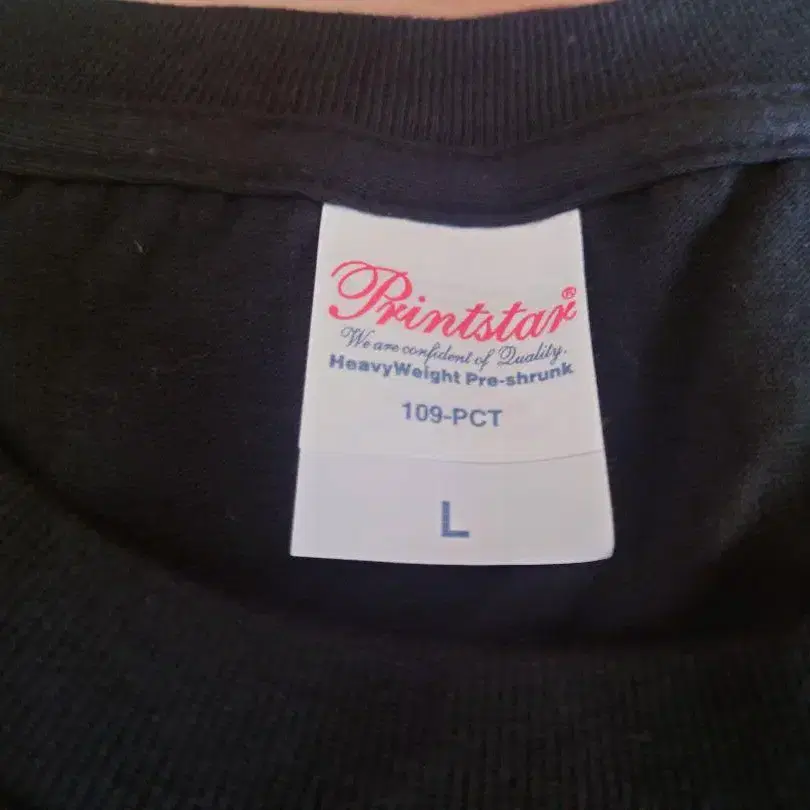 Printstar®
We are confident of Quality.
HeavyWeight Pre-shrunk
109-PCT
L